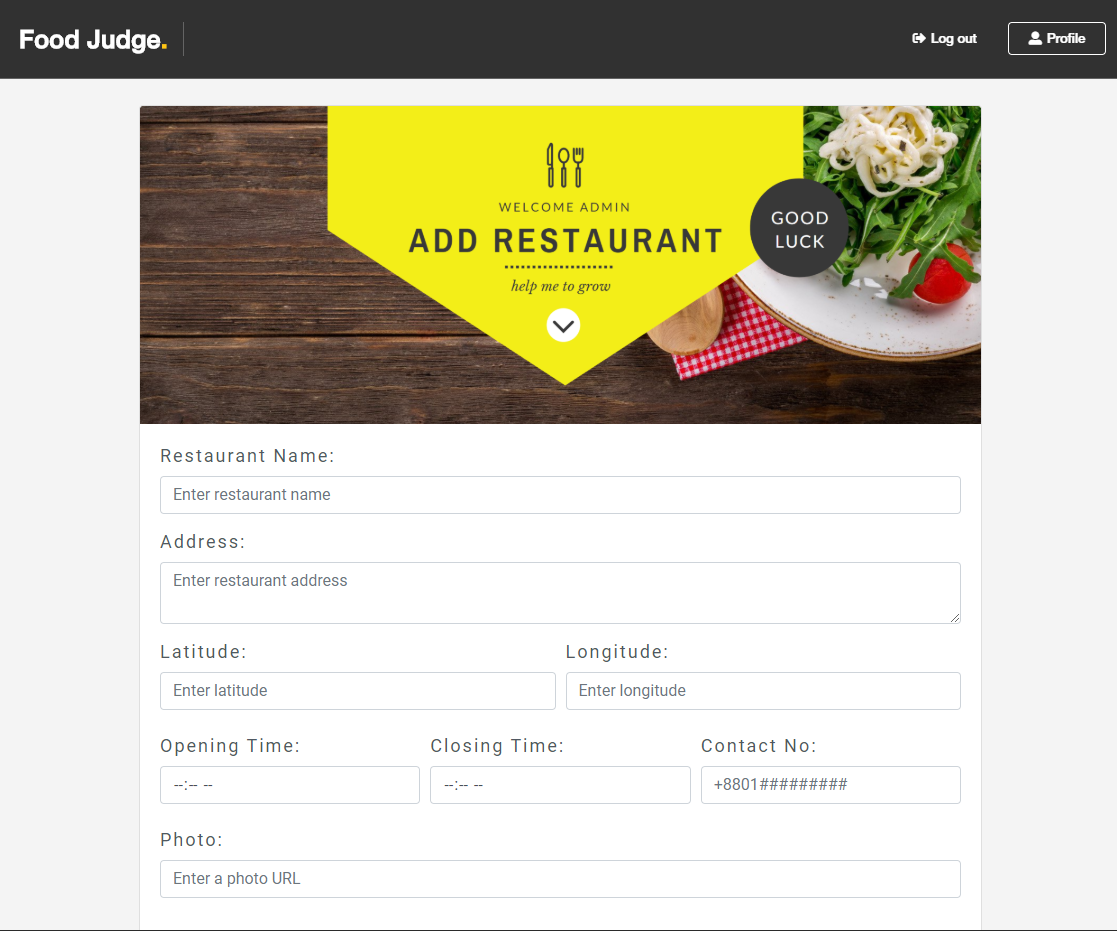 Food Judge.
Log out
Profile
WELCOME ADMIN
ADD RESTAURANT
help me to grow
GOOD
LUCK
Restaurant Name:
Enter restaurant name
Address:
Enter restaurant address
Latitude:
Longitude:
Enter latitude
Enter longitude
Opening Time:
Closing Time:
Contact No:
--:-- --
--:-- --
+8801#########
Photo:
Enter a photo URL